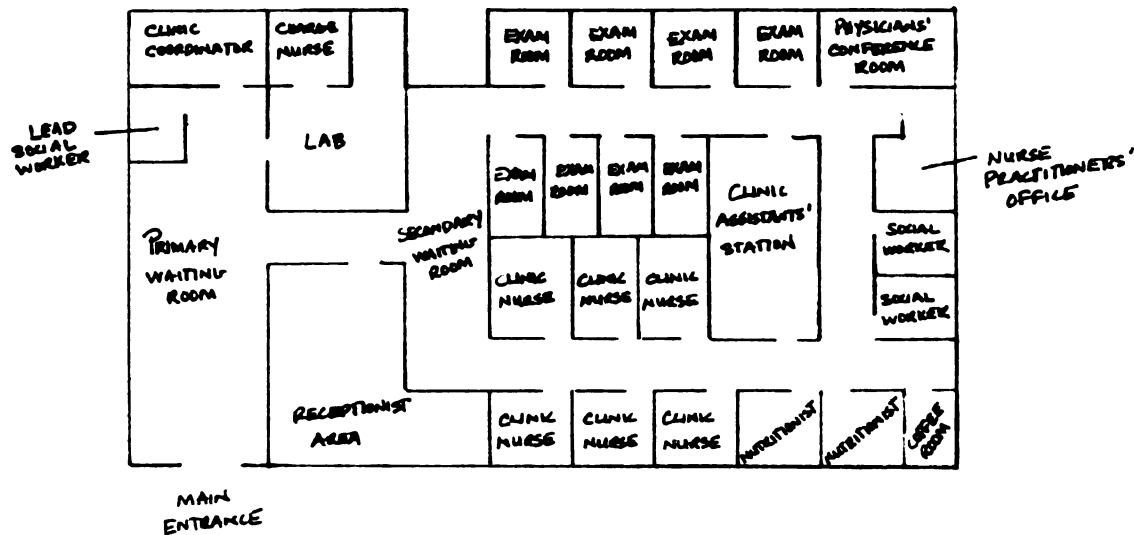 CLINIC
COORDINATOR
CHARGE
NURSE
EXAM
ROOM
EXAM
ROOM
EXAM
ROOM
EXAM
ROOM
PHYSICIANS'
CONFERENCE
ROOM
LEAD
SOCIAL
WORKER
LAB
EXAM
ROOM
EXAM
ROOM
EXAM
ROOM
EXAM
ROOM
CLINIC
ASSISTANTS'
STATION
NURSE
PRACTITIONERS'
OFFICE
PRIMARY
WAITING
ROOM
SECONDARY
WAITING
ROOM
SOCIAL
WORKER
CLINIC
NURSE
CLINIC
NURSE
CLINIC
NURSE
SOCIAL
WORKER
RECEPTIONIST
AREA
CLINIC
NURSE
CLINIC
NURSE
CLINIC
NURSE
NUTRITIONIST
NUTRITIONIST
COFFEE
ROOM
MAIN
ENTRANCE